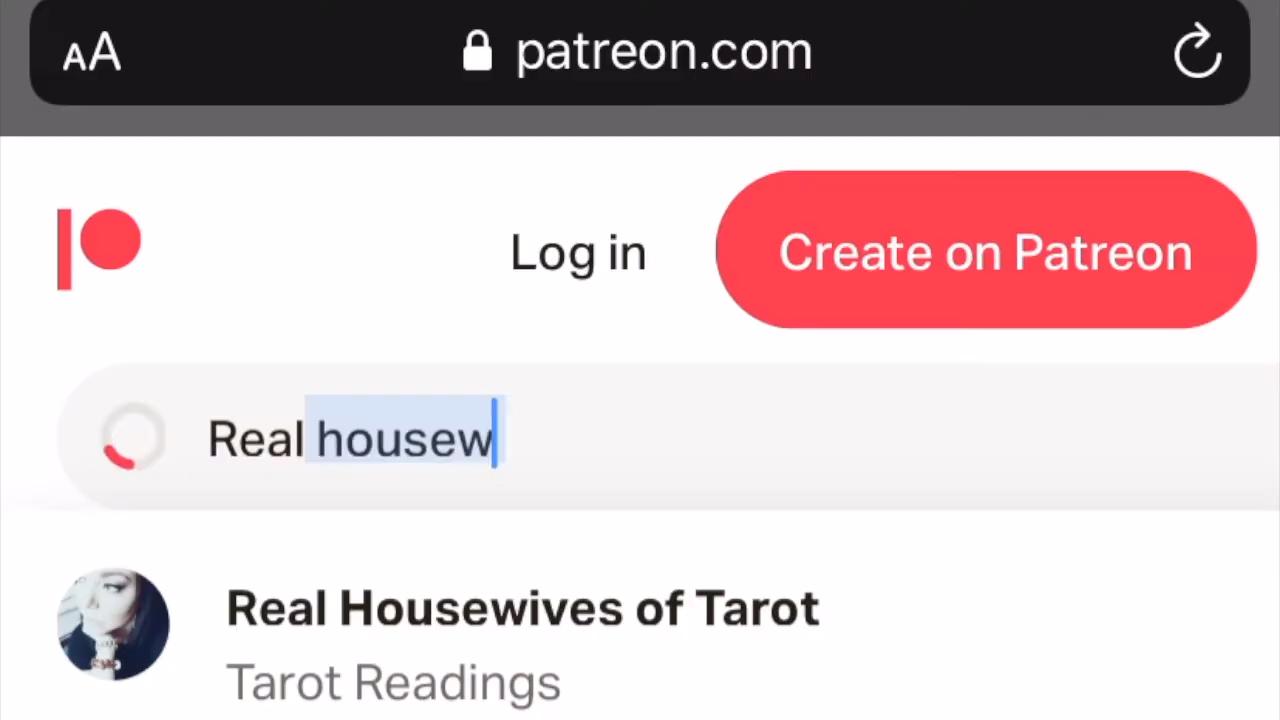 AA patreon.com
Log in Create on Patreon
Real housew
Real Housewives of Tarot
Tarot Readings